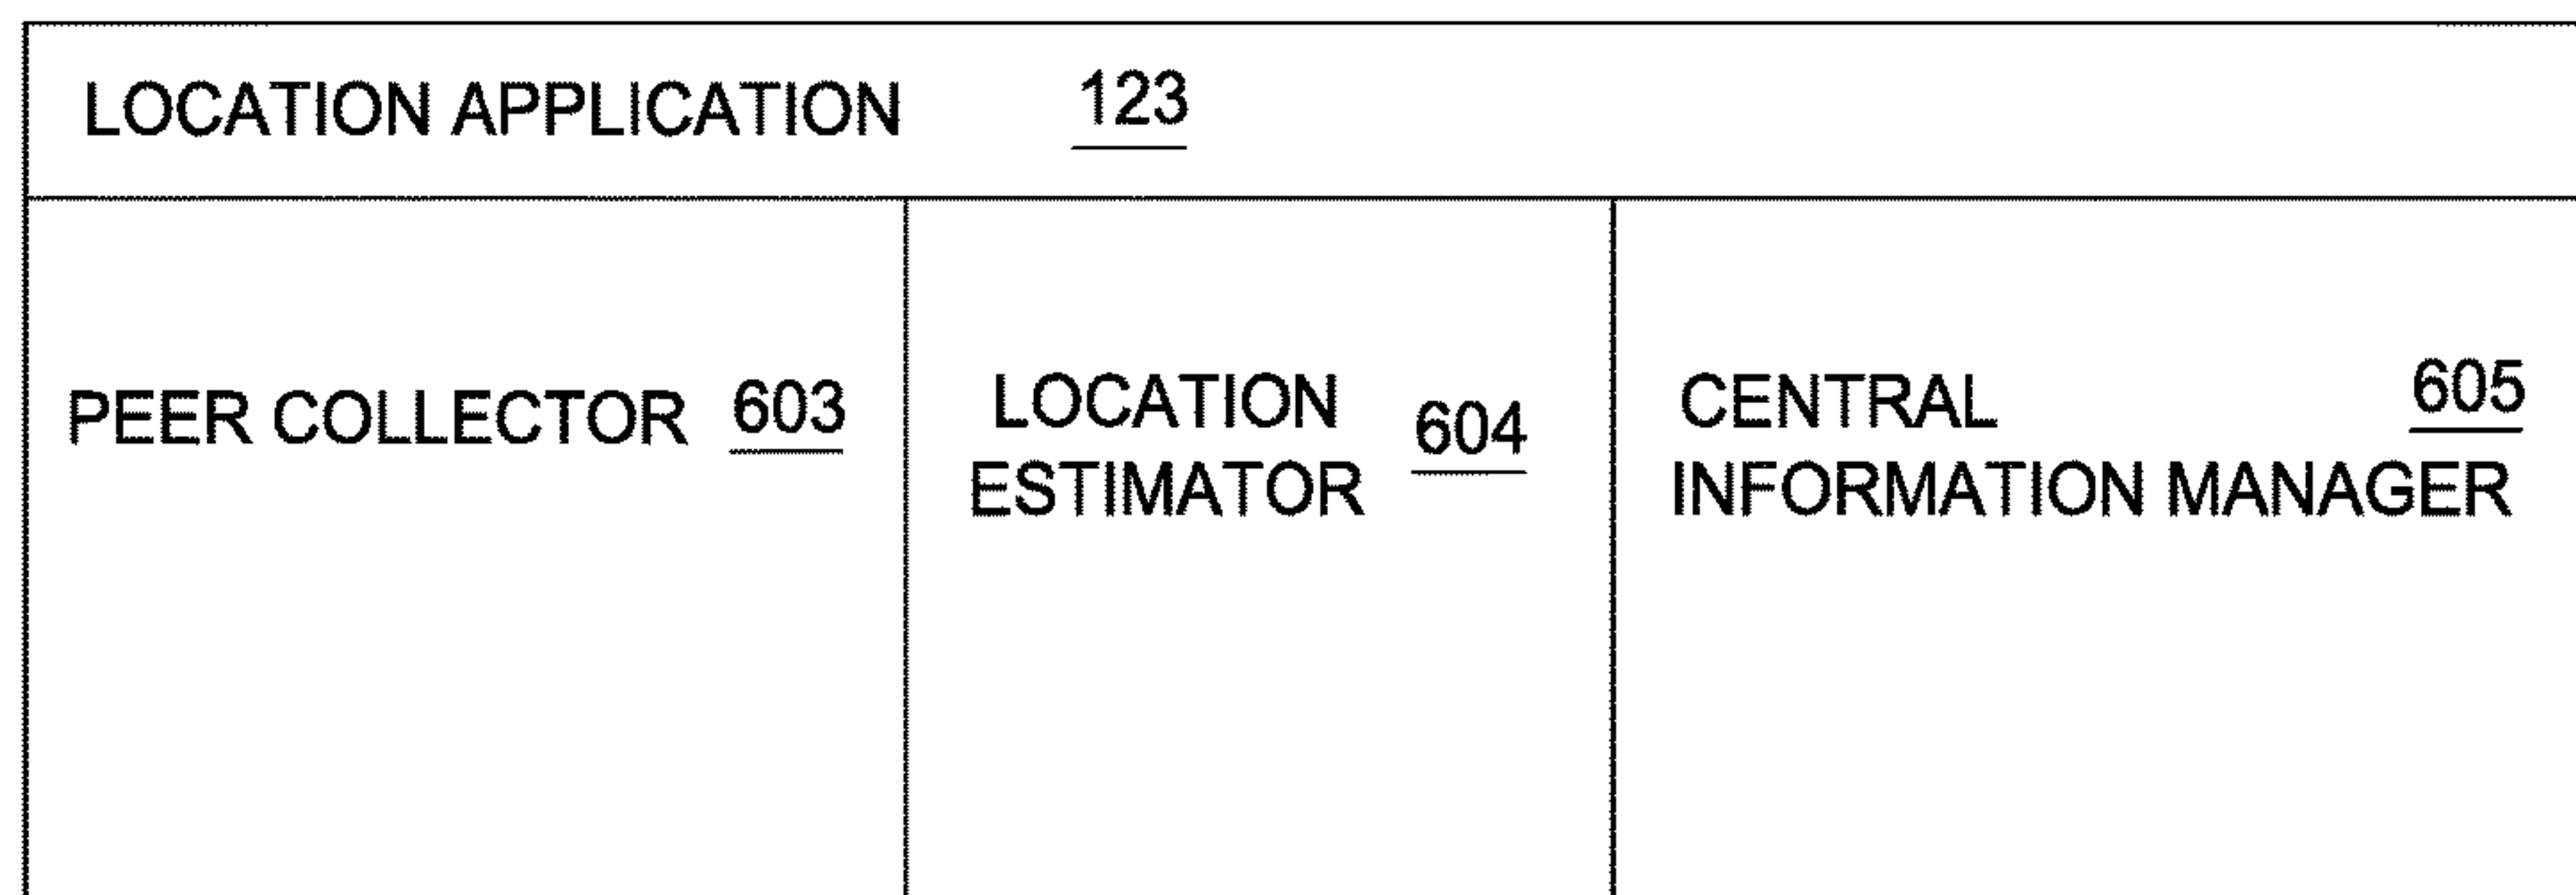 LOCATION APPLICATION 123
PEER COLLECTOR 603
LOCATION
ESTIMATOR 604
CENTRAL 605
INFORMATION MANAGER